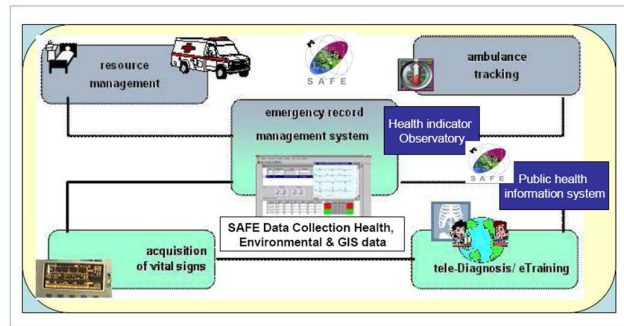 resource
management
SAFE
ambulance
tracking
emergency record
management system
Health indicator
Observatory
SAFE
Public health
information system
SAFE Data Collection Health,
Environmental & GIS data
acquisition
of vital signs
tele-Diagnosis/ eTraining